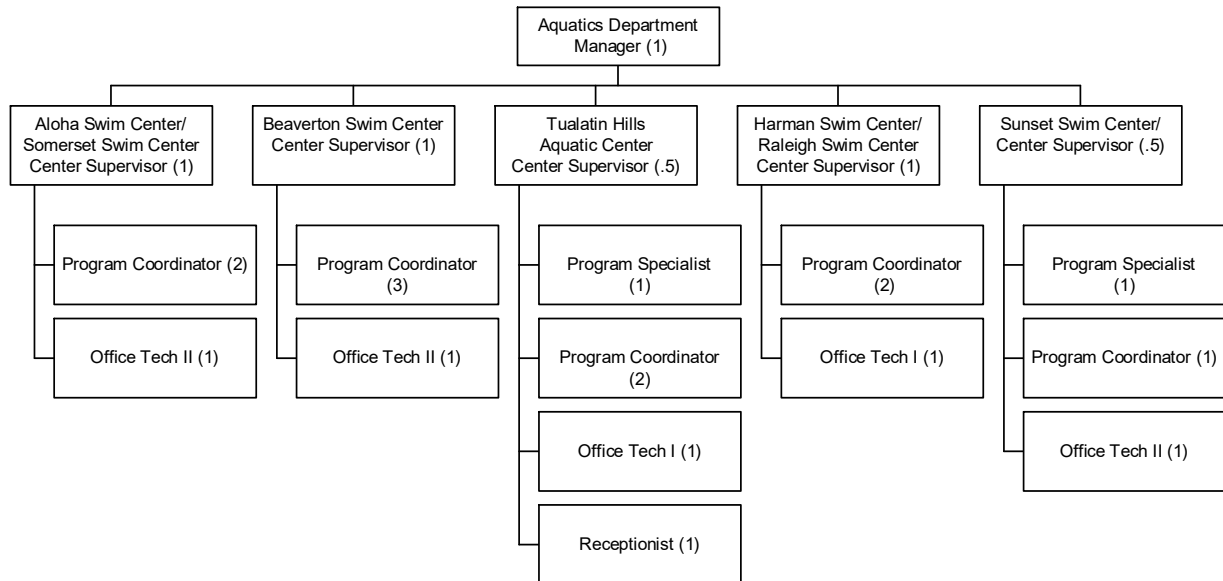 Aquatics Department
Manager (1)
Aloha Swim Center/
Somerset Swim Center
Center Supervisor (1)
Beaverton Swim Center
Center Supervisor (1)
Tualatin Hills
Aquatic Center
Center Supervisor (.5)
Harman Swim Center/
Raleigh Swim Center
Center Supervisor (1)
Sunset Swim Center/
Center Supervisor (.5)
Program Coordinator (2)
Office Tech II (1)
Program Coordinator
(3)
Office Tech II (1)
Program Specialist
(1)
Program Coordinator
(2)
Office Tech I (1)
Receptionist (1)
Program Coordinator
(2)
Office Tech I (1)
Program Specialist
(1)
Program Coordinator (1)
Office Tech II (1)